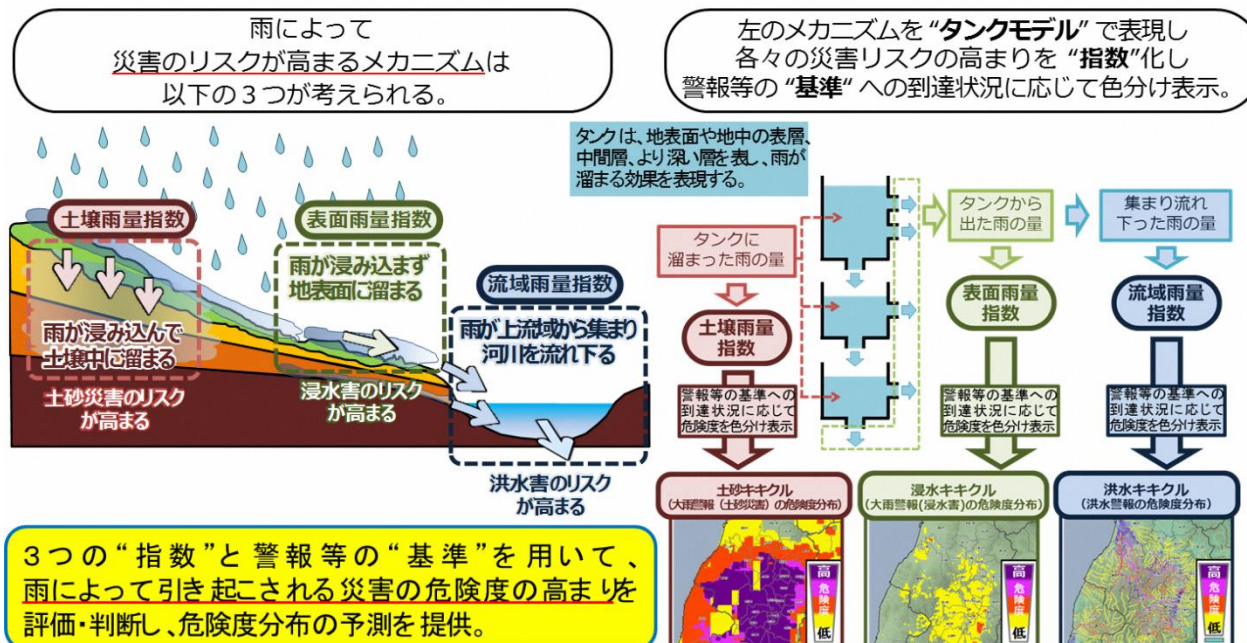 雨によって
災害のリスクが高まるメカニズムは
以下の3つが考えられる。
左のメカニズムを“タンクモデル”で表現し
各々の災害リスクの高まりを “指数”化し
警報等の “基準“ への到達状況に応じて色分け表示。
土壌雨量指数
雨が浸み込んで
土壌中に溜まる
土砂災害のリスク
が高まる
表面雨量指数
雨が浸み込まず
地表面に溜まる
浸水害のリスク
が高まる
流域雨量指数
雨が上流域から集まり
河川を流れ下る
洪水害のリスク
が高まる
タンクは、地表面や地中の表層、
中間層、より深い層を表し、雨が
溜まる効果を表現する。
タンクに
溜まった雨の量
タンクから
出た雨の量
集まり流れ
下った雨の量
土壌雨量
指数
表面雨量
指数
流域雨量
指数
警報等の基準への
到達状況に応じて
危険度を色分け表示
警報等の基準への
到達状況に応じて
危険度を色分け表示
警報等の基準への
到達状況に応じて
危険度を色分け表示
土砂キキクル
(大雨警報(土砂災害)の危険度分布)
高
危険度
低
浸水キキクル
(大雨警報(浸水害)の危険度分布)
高
危険度
低
洪水キキクル
(洪水警報の危険度分布)
高
危険度
低
3つの“指数”と警報等の“基準”を用いて、
雨によって引き起こされる災害の危険度の高まりを
評価・判断し、危険度分布の予測を提供。